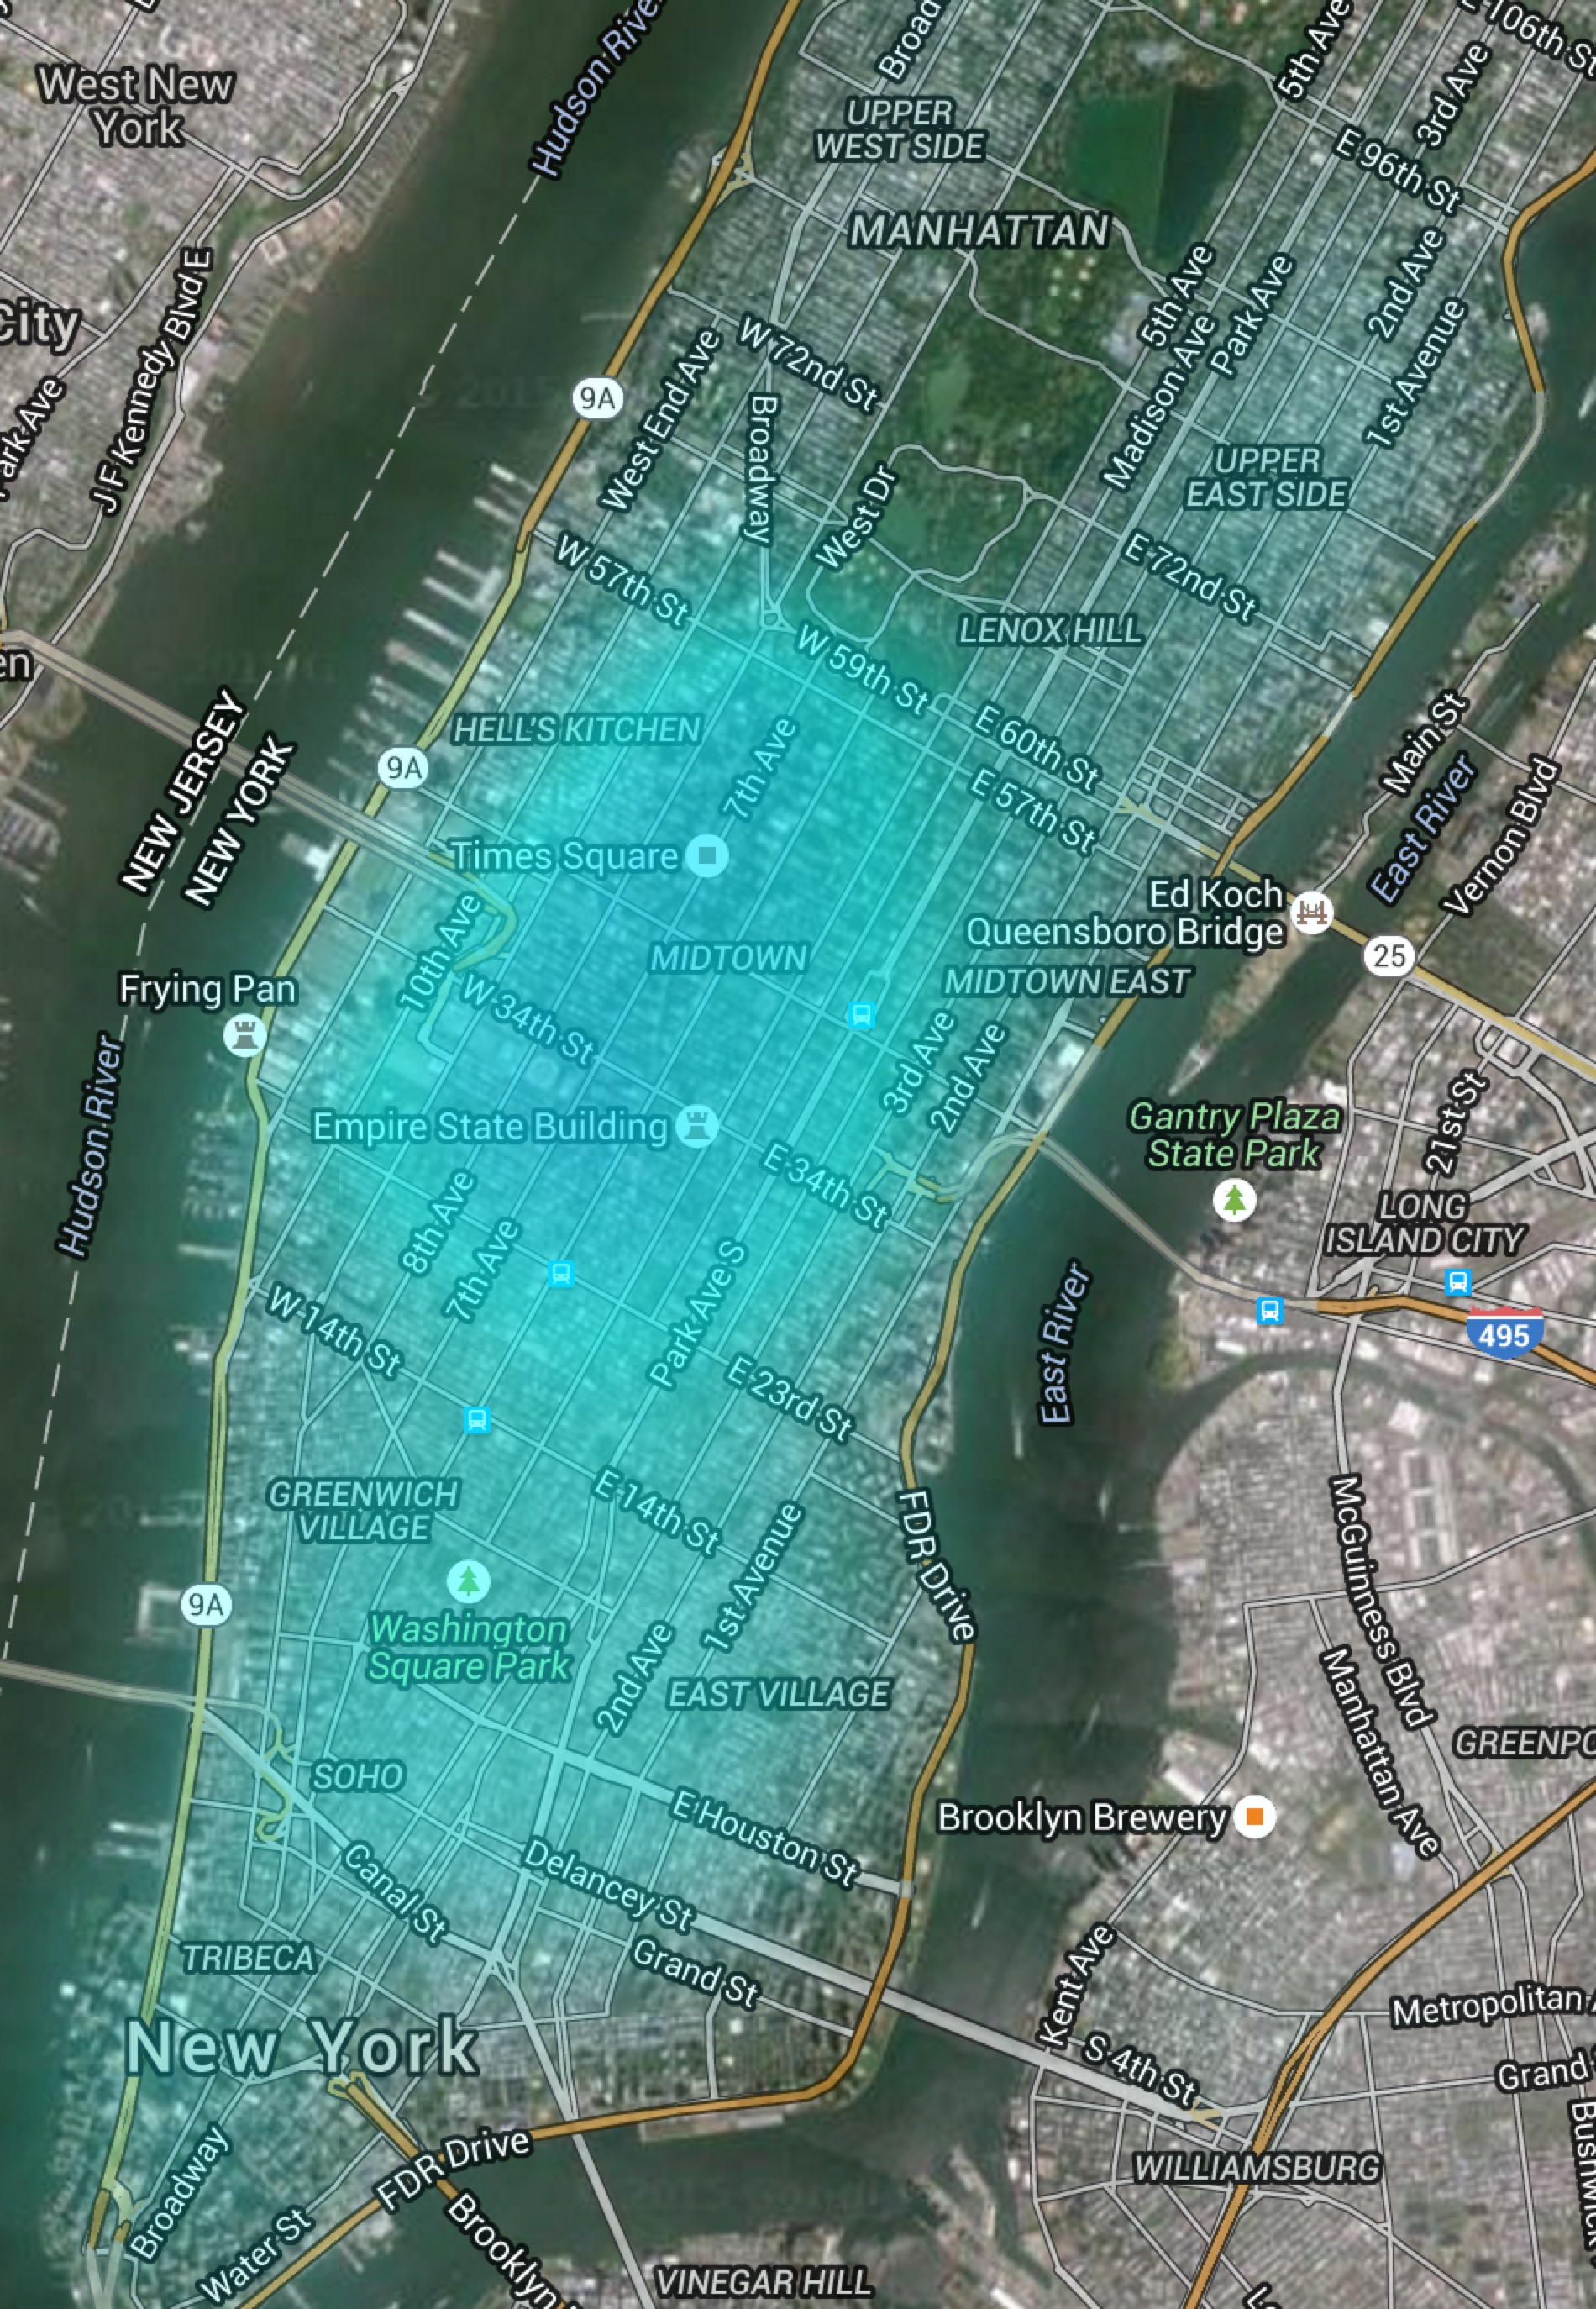 Broad
5th Ave
E 106th St
West New
York
Hudson River
3rd Ave
UPPER
WEST SIDE
E 96th St
MANHATTAN
J F Kennedy Blvd E
City
5th Ave
Park Ave
2nd Ave
1st Avenue
W 72nd St
West End Ave
9A
Broadway
Madison Ave
Park Ave
UPPER
EAST SIDE
West Dr
W 57th St
E 72nd St
LENOX HILL
W 59th St
en
NEW JERSEY
NEW YORK
HELL'S KITCHEN
7th Ave
E 60th St
Main St
9A
E 57th St
East River
Vernon Blvd
Times Square
Ed Koch
Queensboro Bridge
25
10th Ave
MIDTOWN
MIDTOWN EAST
Frying Pan
W 34th St
3rd Ave
2nd Ave
Hudson River
Empire State Building
Gantry Plaza
State Park
21st St
E 34th St
LONG
ISLAND CITY
8th Ave
7th Ave
Park Ave S
W 14th St
East River
495
E 23rd St
GREENWICH
VILLAGE
E 14th St
1st Avenue
FDR Drive
McGuinness Blvd
9A
Washington
Square Park
2nd Ave
EAST VILLAGE
Manhattan Ave
GREENPO
SOHO
E Houston St
Brooklyn Brewery
Canal St
Delancey St
TRIBECA
Grand St
Kent Ave
Metropolitan A
New York
S 4th St
Grand S
Broadway
FDR Drive
WILLIAMSBURG
Bushwick
Water St
Brooklyn
VINEGAR HILL